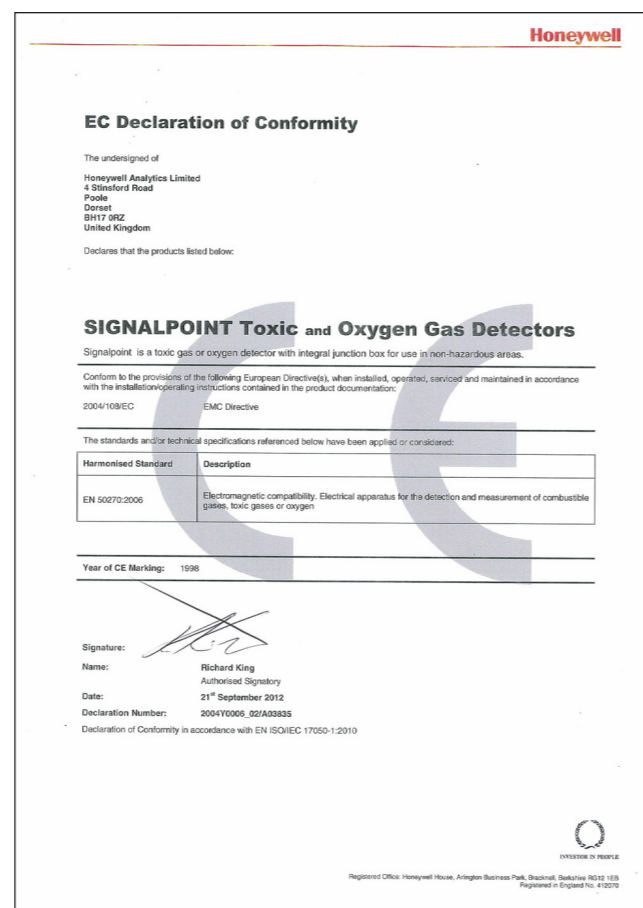 Honeywell
EC Declaration of Conformity
The undersigned of
Honeywell Analytics Limited
4 Stinsford Road
Poole
Dorset
BH17 0RZ
United Kingdom
Declares that the products listed below:
SIGNALPOINT Toxic and Oxygen Gas Detectors
Signalpoint is a toxic gas or oxygen detector with integral junction box for use in non-hazardous areas.
Conform to the provisions of the following European Directive(s), when installed, operated, serviced and maintained in accordance
with the installation/operating instructions contained in the product documentation:
2004/108/EC EMC Directive
The standards and/or technical specifications referenced below have been applied or considered:
Harmonised Standard Description
EN 50270:2006 Electromagnetic compatibility. Electrical apparatus for the detection and measurement of combustible
gases, toxic gases or oxygen
Year of CE Marking: 1998
Signature:
Name: Richard King
Authorised Signatory
Date: 21st September 2012
Declaration Number: 2004Y0006_02/A03835
Declaration of Conformity in accordance with EN ISO/IEC 17050-1:2010
INVESTOR IN PEOPLE
Registered Office: Honeywell House, Arlington Business Park, Bracknell, Berkshire RG12 1EB
Registered in England No. 412070